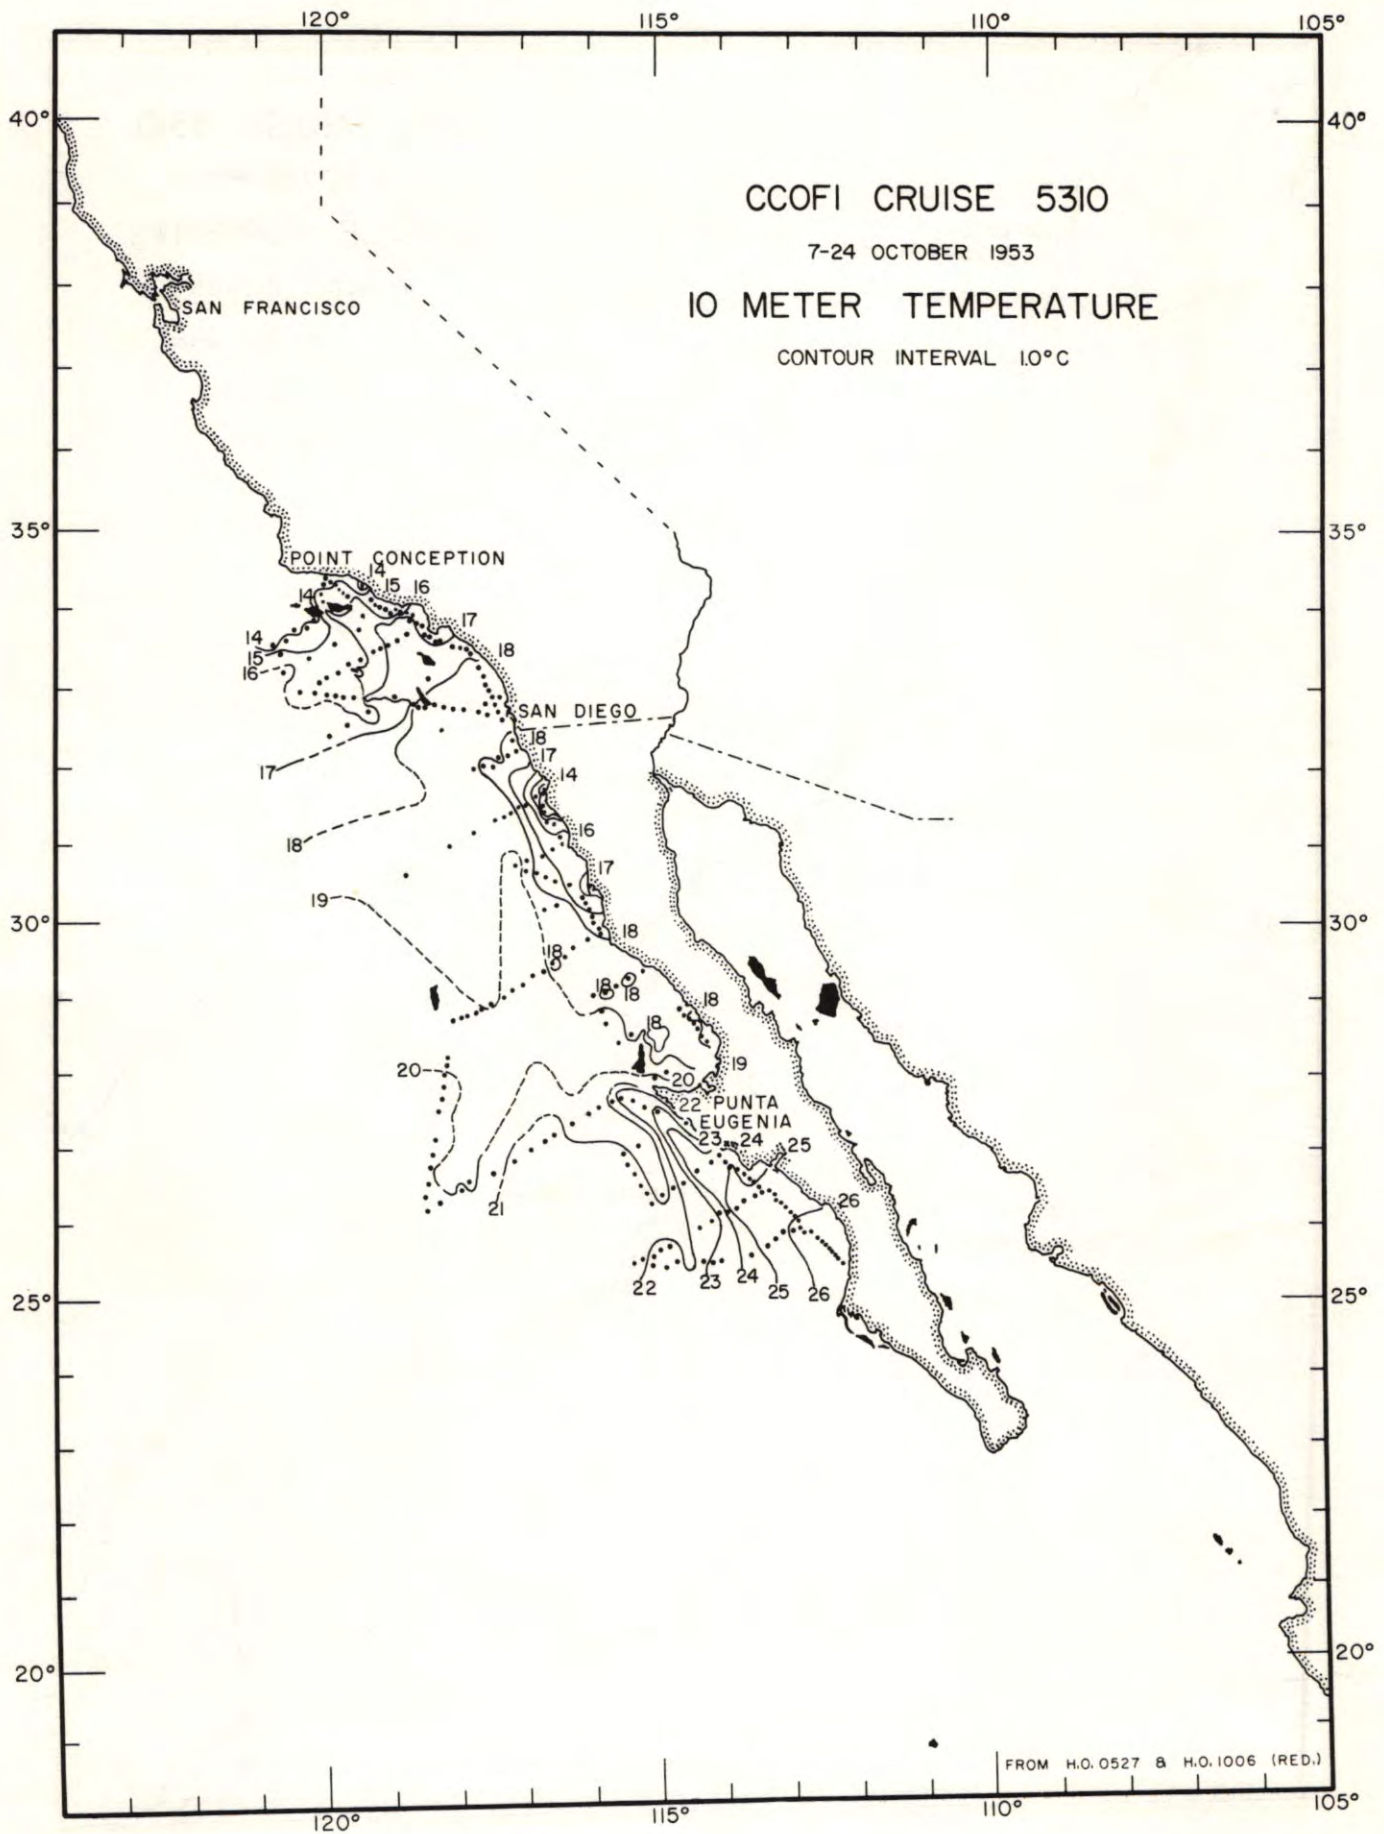 120° 115° 110° 105°
40° 40°
CCOFI CRUISE 5310
7-24 OCTOBER 1953
10 METER TEMPERATURE
CONTOUR INTERVAL 1.0°C
SAN FRANCISCO
35° 35°
POINT CONCEPTION
14
15 16
14
17
14
15
18
16
15
SAN DIEGO
18
17
17
14
16
18
17
19
30° 30°
18
18
18
18
18
18
19
20
20
22 PUNTA
EUGENIA
23 24 25
26
21
22 23 24 25 26
25° 25°
20° 20°
FROM H.O. 0527 & H.O. 1006 (RED.)
120° 115° 110° 105°